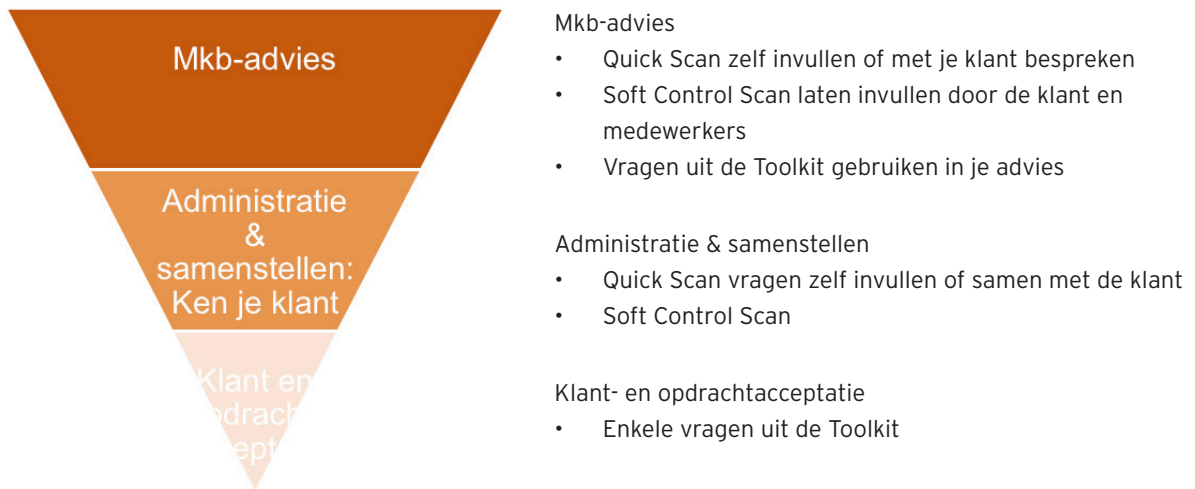 Mkb-advies
Administratie
&
samenstellen:
Ken je klant
Klant en
Mkb-advies
• Quick Scan zelf invullen of met je klant bespreken
• Soft Control Scan laten invullen door de klant en
medewerkers
• Vragen uit de Toolkit gebruiken in je advies
Administratie & samenstellen
• Quick Scan vragen zelf invullen of samen met de klant
• Soft Control Scan
Klant- en opdrachtacceptatie
• Enkele vragen uit de Toolkit